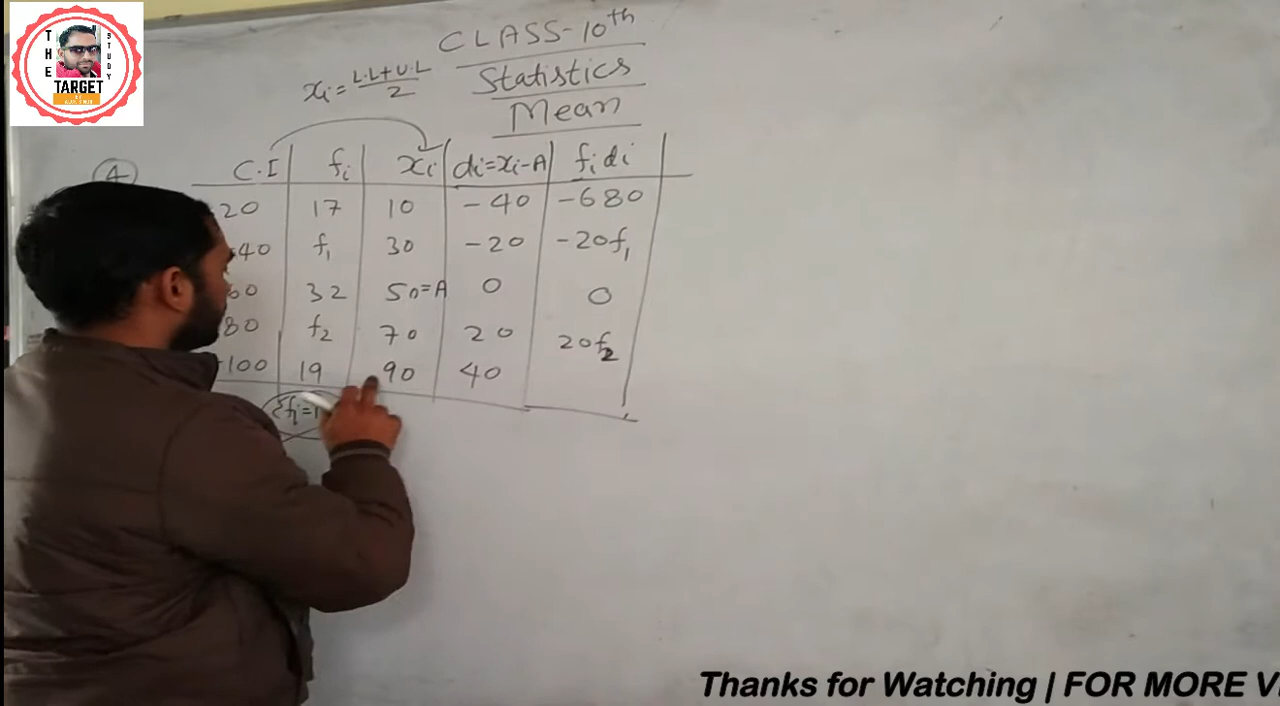 THE STUDY
TARGET
CLASS-10th
Statistics
Mean
xi = L.L+U.L / 2
4
C.I fi xi di=xi-A fidi
20 17 10 -40 -680
40 f1 30 -20 -20f1
60 32 50=A 0 0
80 f2 70 20 20f2
100 19 90 40
Σfi=1
Thanks for Watching | FOR MORE V